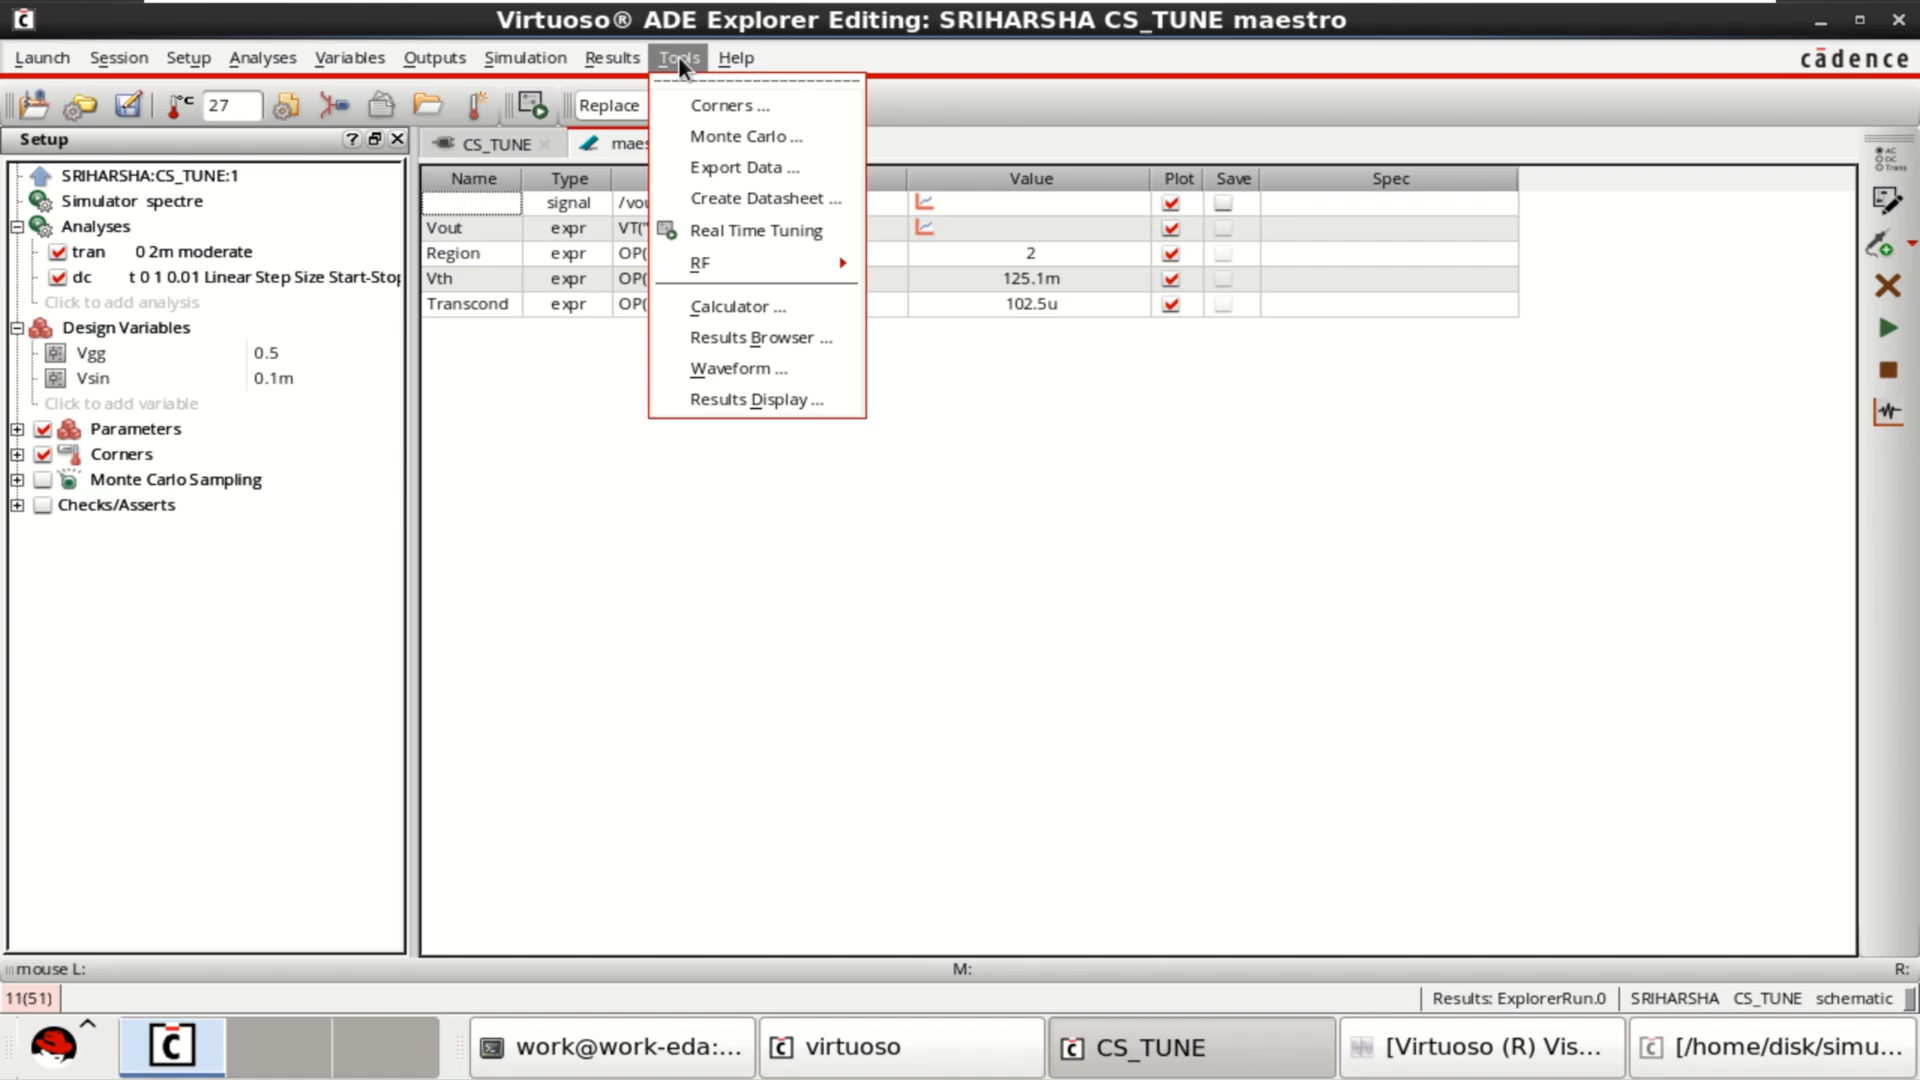 Virtuoso® ADE Explorer Editing: SRIHARSHA CS_TUNE maestro
Launch Session Setup Analyses Variables Outputs Simulation Results Tools Help
cādence
°C 27 Replace
Setup
CS_TUNE
maes
AC
DC
Trans
SRIHARSHA:CS_TUNE:1
Simulator spectre
Analyses
tran 0 2m moderate
dc t 0 1 0.01 Linear Step Size Start-Stop
Click to add analysis
Design Variables
Vgg 0.5
Vsin 0.1m
Click to add variable
Parameters
Corners
Monte Carlo Sampling
Checks/Asserts
Name Type Value Plot Save Spec
signal /vou
Vout expr VT("
Region expr OP( 2
Vth expr OP( 125.1m
Transcond expr OP( 102.5u
Corners ...
Monte Carlo ...
Export Data ...
Create Datasheet ...
Real Time Tuning
RF
Calculator ...
Results Browser ...
Waveform ...
Results Display ...
mouse L: M: R:
11(51)
Results: ExplorerRun.0 SRIHARSHA CS_TUNE schematic
work@work-eda:... virtuoso CS_TUNE [Virtuoso (R) Vis... [/home/disk/simu...